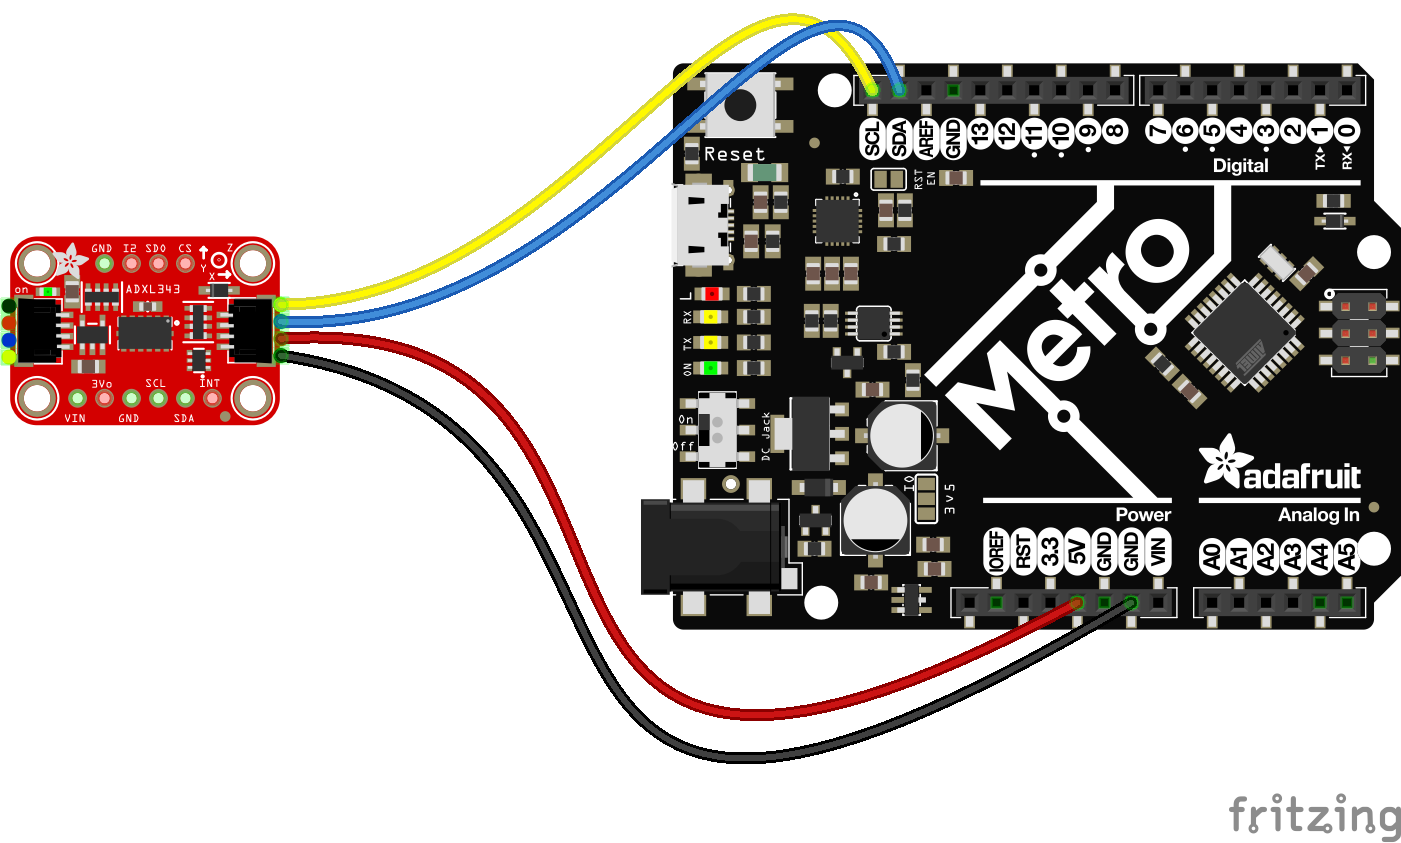 GND I2 SDO CS
Z
Y
X
on
ADXL343
3Vo SCL INT
VIN GND SDA
Reset
RST
EN
L
RX
TX
ON
On
Off
DC Jack
IO
3v5
SCL SDA AREF GND 13 12 11 10 9 8
7 6 5 4 3 2 1 0
TX RX
Digital
Metro
ATMEL
adafruit
Power
Analog In
IOREF RST 3.3 5V GND GND VIN
A0 A1 A2 A3 A4 A5
fritzing